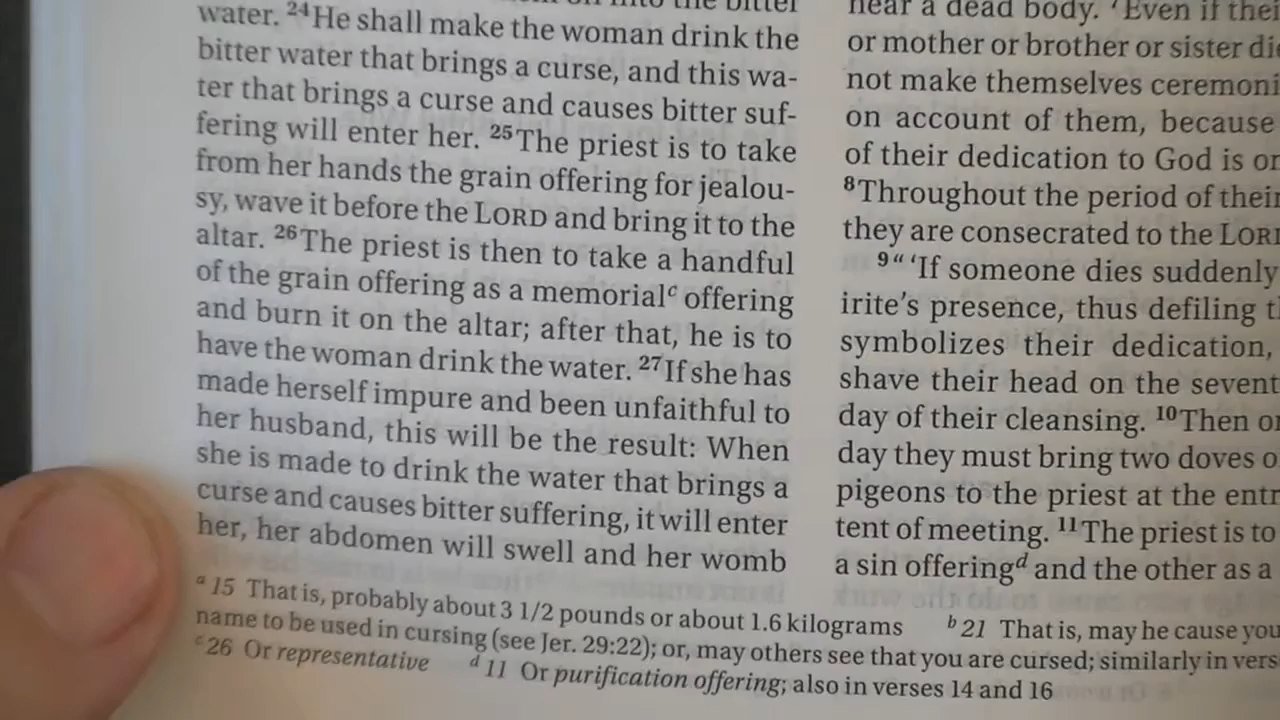 water. 24He shall make the woman drink the
bitter water that brings a curse, and this wa-
ter that brings a curse and causes bitter suf-
fering will enter her. 25The priest is to take
from her hands the grain offering for jealou-
sy, wave it before the LORD and bring it to the
altar. 26The priest is then to take a handful
of the grain offering as a memorialc offering
and burn it on the altar; after that, he is to
have the woman drink the water. 27If she has
made herself impure and been unfaithful to
her husband, this will be the result: When
she is made to drink the water that brings a
curse and causes bitter suffering, it will enter
her, her abdomen will swell and her womb
near a dead body. 7Even if thei
or mother or brother or sister di
not make themselves ceremoni
on account of them, because
of their dedication to God is on
8Throughout the period of their
they are consecrated to the LORD
9“ ‘If someone dies suddenly
irite’s presence, thus defiling t
symbolizes their dedication,
shave their head on the sevent
day of their cleansing. 10Then on
day they must bring two doves o
pigeons to the priest at the entr
tent of meeting. 11The priest is to
a sin offeringd and the other as a
a 15 That is, probably about 3 1/2 pounds or about 1.6 kilograms b 21 That is, may he cause you
name to be used in cursing (see Jer. 29:22); or, may others see that you are cursed; similarly in vers
c 26 Or representative d 11 Or purification offering; also in verses 14 and 16